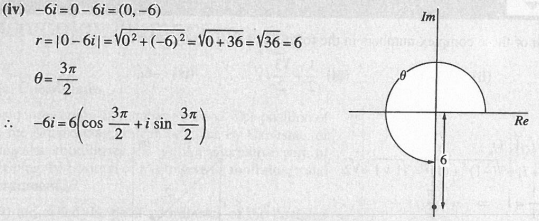 (iv) -6i = 0 - 6i = (0, -6)
r = |0 - 6i| = √(0² + (-6)²) = √(0 + 36) = √36 = 6
θ = 3π/2
∴ -6i = 6(cos 3π/2 + i sin 3π/2)
Im
θ
Re
6